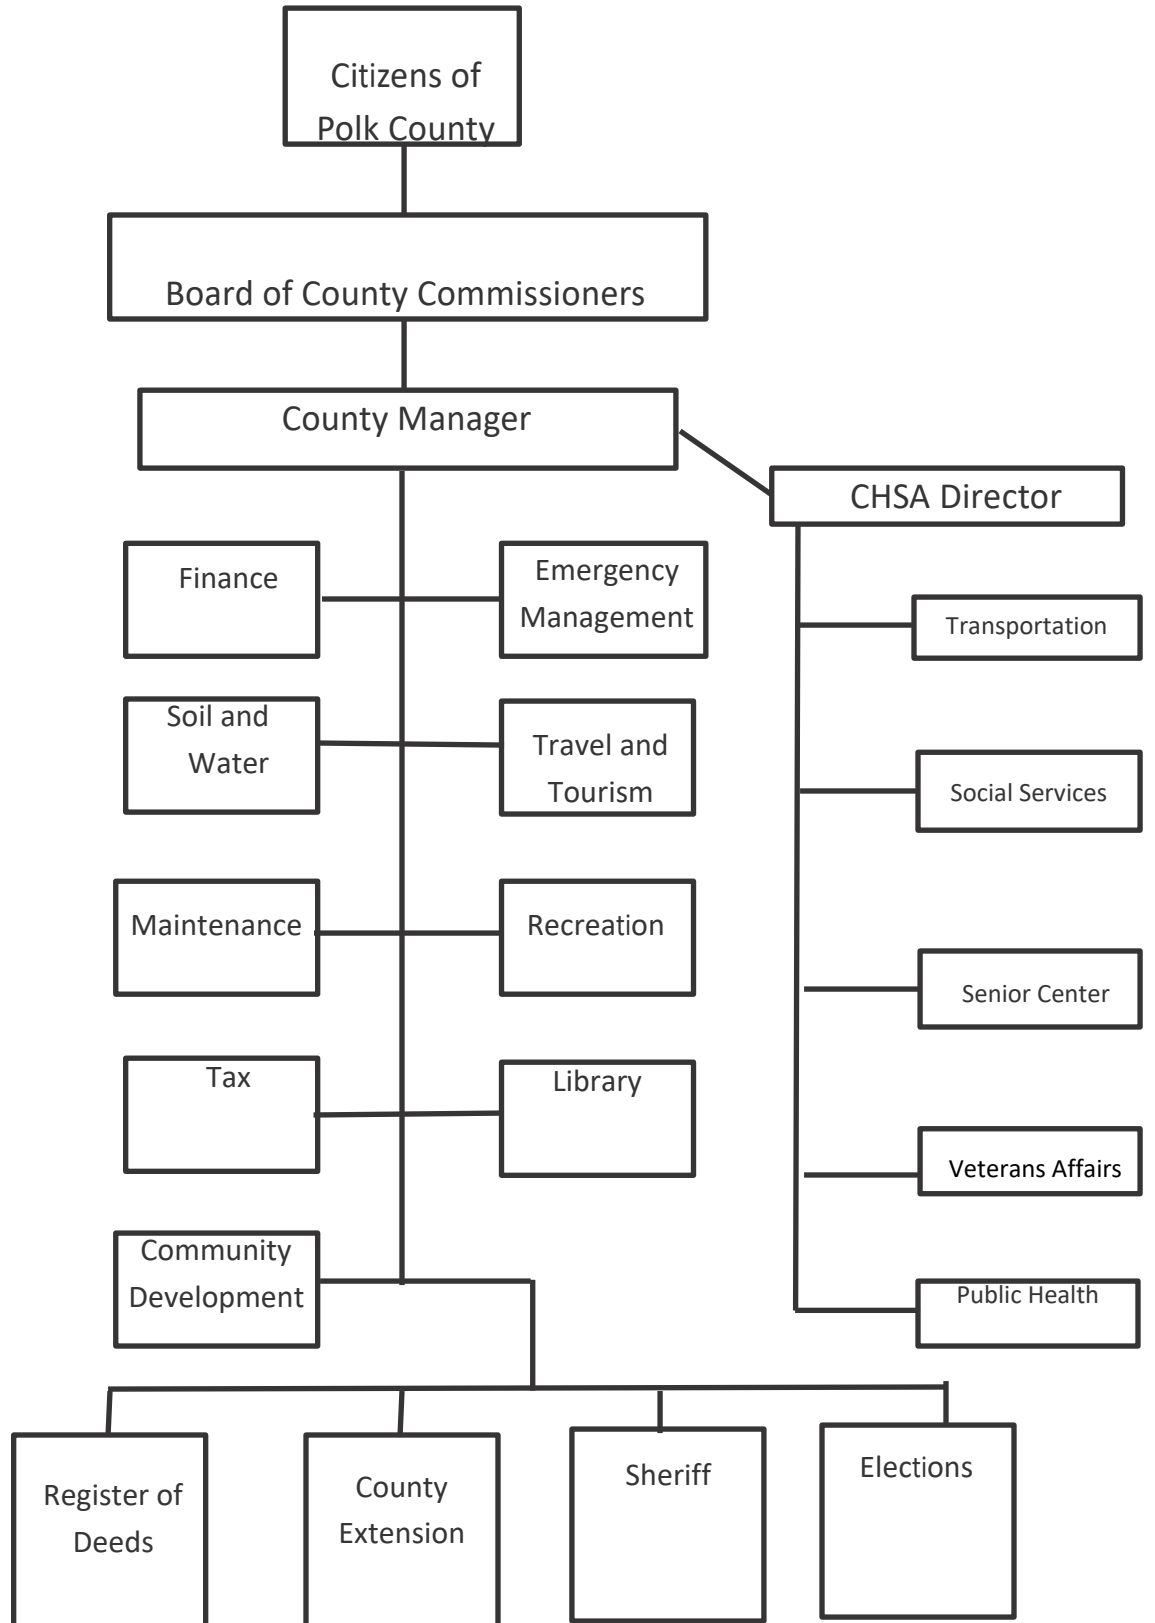 Citizens of
Polk County
Board of County Commissioners
County Manager
CHSA Director
Finance
Emergency
Management
Transportation
Soil and
Water
Travel and
Tourism
Social Services
Maintenance
Recreation
Senior Center
Tax
Library
Veterans Affairs
Community
Development
Public Health
Register of
Deeds
County
Extension
Sheriff
Elections